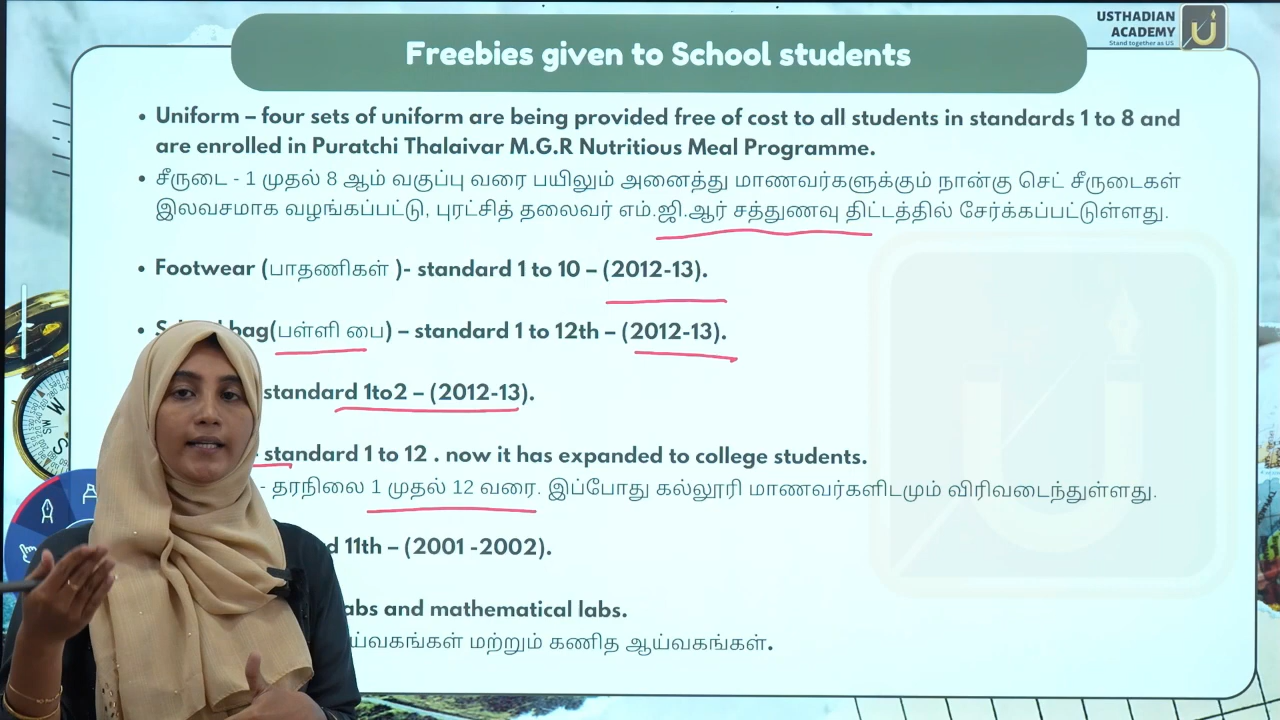 USTHADIAN
ACADEMY
Stand together as US
Freebies given to School students
• Uniform – four sets of uniform are being provided free of cost to all students in standards 1 to 8 and
are enrolled in Puratchi Thalaivar M.G.R Nutritious Meal Programme.
• சீருடை - 1 முதல் 8 ஆம் வகுப்பு வரை பயிலும் அனைத்து மாணவர்களுக்கும் நான்கு செட் சீருடைகள்
இலவசமாக வழங்கப்பட்டு, புரட்சித் தலைவர் எம்.ஜி.ஆர் சத்துணவு திட்டத்தில் சேர்க்கப்பட்டுள்ளது.
• Footwear (பாதணிகள் )- standard 1 to 10 – (2012-13).
• bag(பள்ளி பை) – standard 1 to 12th – (2012-13).
standard 1to2 – (2012-13).
- standard 1 to 12 . now it has expanded to college students.
- தரநிலை 1 முதல் 12 வரை. இப்போது கல்லூரி மாணவர்களிடமும் விரிவடைந்துள்ளது.
11th – (2001 -2002).
and mathematical labs.
மற்றும் கணித ஆய்வகங்கள்.